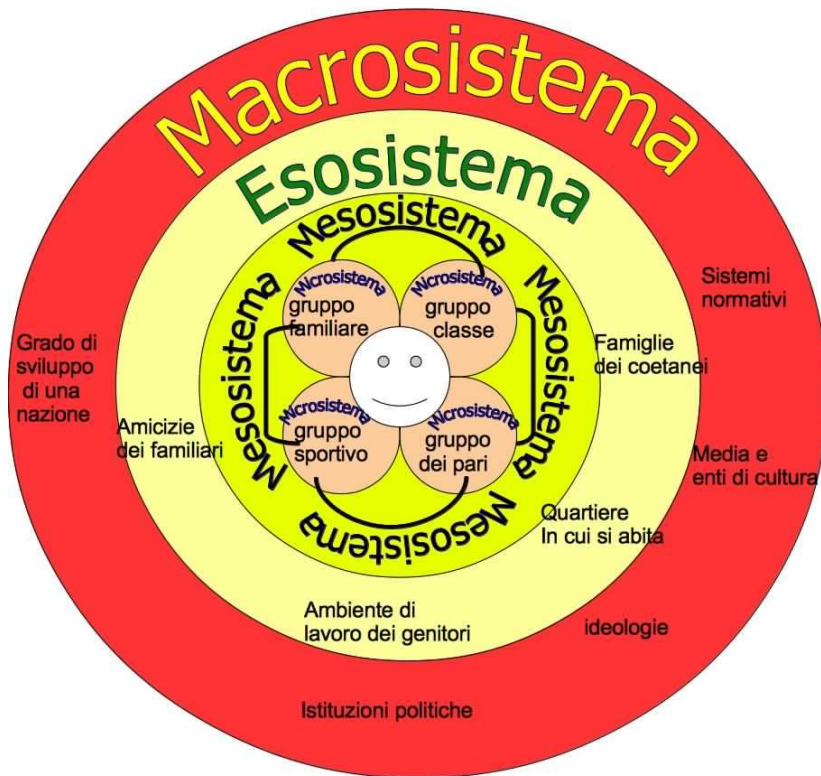 Macrosistema
Esosistema
Mesosistema
Mesosistema
Mesosistema
Mesosistema
Microsistema
gruppo
familiare
Microsistema
gruppo
classe
Microsistema
gruppo
sportivo
Microsistema
gruppo
dei pari
Sistemi
normativi
Grado di
sviluppo
di una
nazione
Famiglie
dei coetanei
Amicizie
dei familiari
Media e
enti di cultura
Quartiere
In cui si abita
Ambiente di
lavoro dei genitori
ideologie
Istituzioni politiche